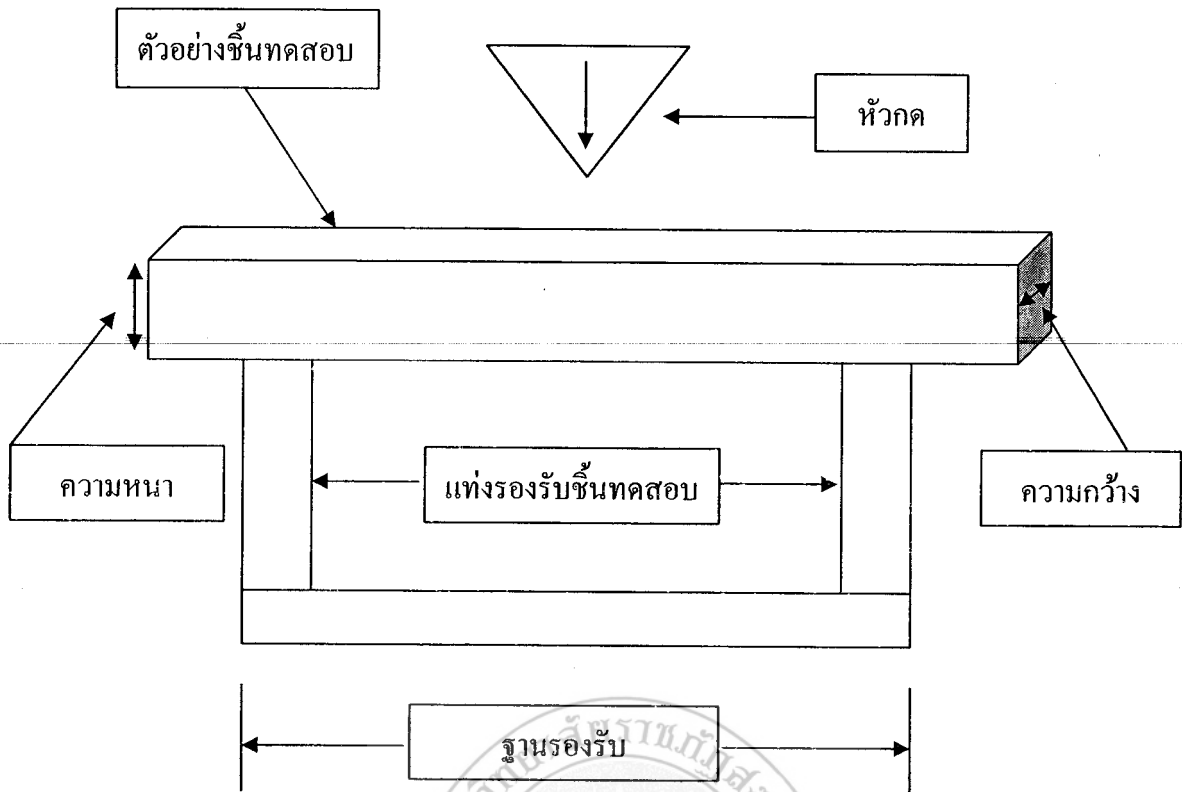 ตัวอย่างชิ้นทดสอบ
หัวกด
ความหนา
แท่งรองรับชิ้นทดสอบ
ความกว้าง
ฐานรองรับ